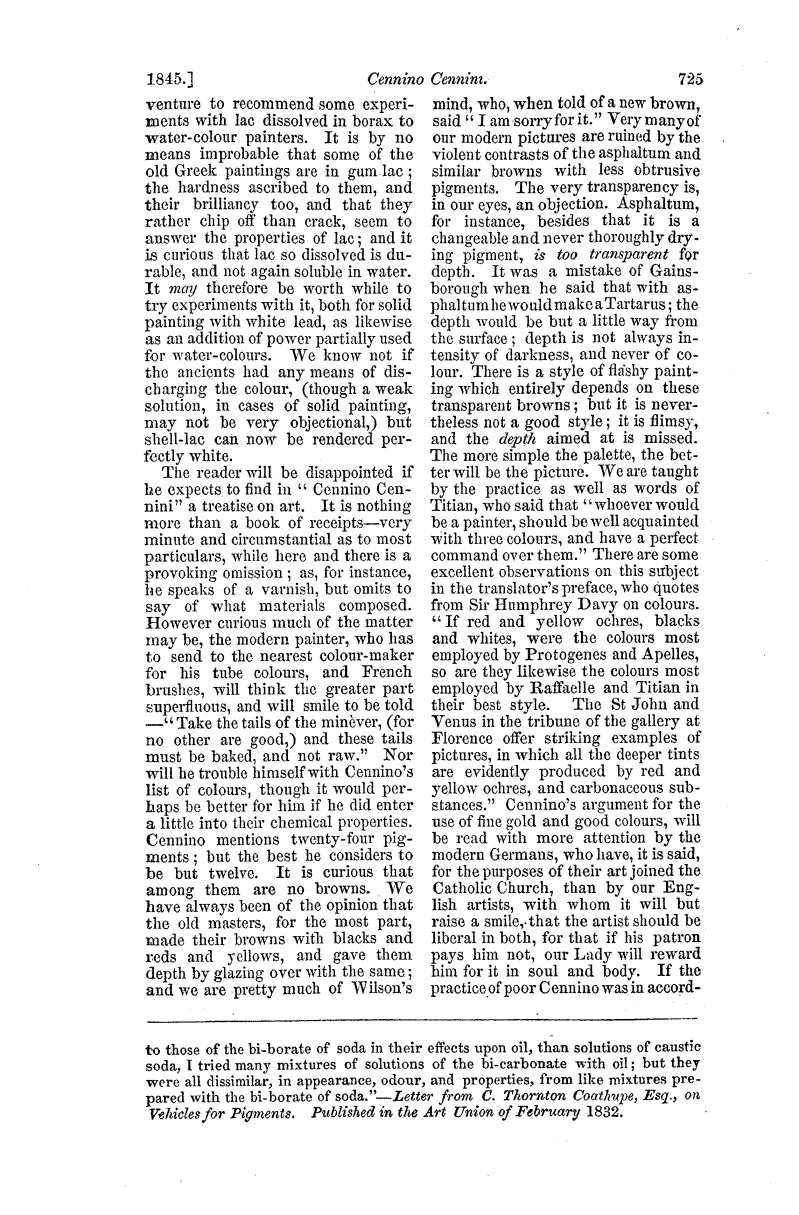 1845.] Cennino Cennini. 725
venture to recommend some experi-
ments with lac dissolved in borax to
water-colour painters. It is by no
means improbable that some of the
old Greek paintings are in gum lac;
the hardness ascribed to them, and
their brilliancy too, and that they
rather chip off than crack, seem to
answer the properties of lac; and it
is curious that lac so dissolved is du-
rable, and not again soluble in water.
It may therefore be worth while to
try experiments with it, both for solid
painting with white lead, as likewise
as an addition of power partially used
for water-colours. We know not if
the ancients had any means of dis-
charging the colour, (though a weak
solution, in cases of solid painting,
may not be very objectional,) but
shell-lac can now be rendered per-
fectly white.
The reader will be disappointed if
he expects to find in "Cennino Cen-
nini" a treatise on art. It is nothing
more than a book of receipts—very
minute and circumstantial as to most
particulars, while here and there is a
provoking omission; as, for instance,
he speaks of a varnish, but omits to
say of what materials composed.
However curious much of the matter
may be, the modern painter, who has
to send to the nearest colour-maker
for his tube colours, and French
brushes, will think the greater part
superfluous, and will smile to be told
—"Take the tails of the minèver, (for
no other are good,) and these tails
must be baked, and not raw." Nor
will he trouble himself with Cennino's
list of colours, though it would per-
haps be better for him if he did enter
a little into their chemical properties.
Cennino mentions twenty-four pig-
ments; but the best he considers to
be but twelve. It is curious that
among them are no browns. We
have always been of the opinion that
the old masters, for the most part,
made their browns with blacks and
reds and yellows, and gave them
depth by glazing over with the same;
and we are pretty much of Wilson's
mind, who, when told of a new brown,
said "I am sorry for it." Very many of
our modern pictures are ruined by the
violent contrasts of the asphaltum and
similar browns with less obtrusive
pigments. The very transparency is,
in our eyes, an objection. Asphaltum,
for instance, besides that it is a
changeable and never thoroughly dry-
ing pigment, is too transparent for
depth. It was a mistake of Gains-
borough when he said that with as-
phaltum he would make a Tartarus; the
depth would be but a little way from
the surface; depth is not always in-
tensity of darkness, and never of co-
lour. There is a style of flashy paint-
ing which entirely depends on these
transparent browns; but it is never-
theless not a good style; it is flimsy,
and the depth aimed at is missed.
The more simple the palette, the bet-
ter will be the picture. We are taught
by the practice as well as words of
Titian, who said that "whoever would
be a painter, should be well acquainted
with three colours, and have a perfect
command over them." There are some
excellent observations on this subject
in the translator's preface, who quotes
from Sir Humphrey Davy on colours.
"If red and yellow ochres, blacks
and whites, were the colours most
employed by Protogenes and Apelles,
so are they likewise the colours most
employed by Raffaelle and Titian in
their best style. The St John and
Venus in the tribune of the gallery at
Florence offer striking examples of
pictures, in which all the deeper tints
are evidently produced by red and
yellow ochres, and carbonaceous sub-
stances." Cennino's argument for the
use of fine gold and good colours, will
be read with more attention by the
modern Germans, who have, it is said,
for the purposes of their art joined the
Catholic Church, than by our Eng-
lish artists, with whom it will but
raise a smile, that the artist should be
liberal in both, for that if his patron
pays him not, our Lady will reward
him for it in soul and body. If the
practice of poor Cennino was in accord-
to those of the bi-borate of soda in their effects upon oil, than solutions of caustic
soda, I tried many mixtures of solutions of the bi-carbonate with oil; but they
were all dissimilar, in appearance, odour, and properties, from like mixtures pre-
pared with the bi-borate of soda."—Letter from C. Thornton Coathupe, Esq., on
Vehicles for Pigments. Published in the Art Union of February 1832.